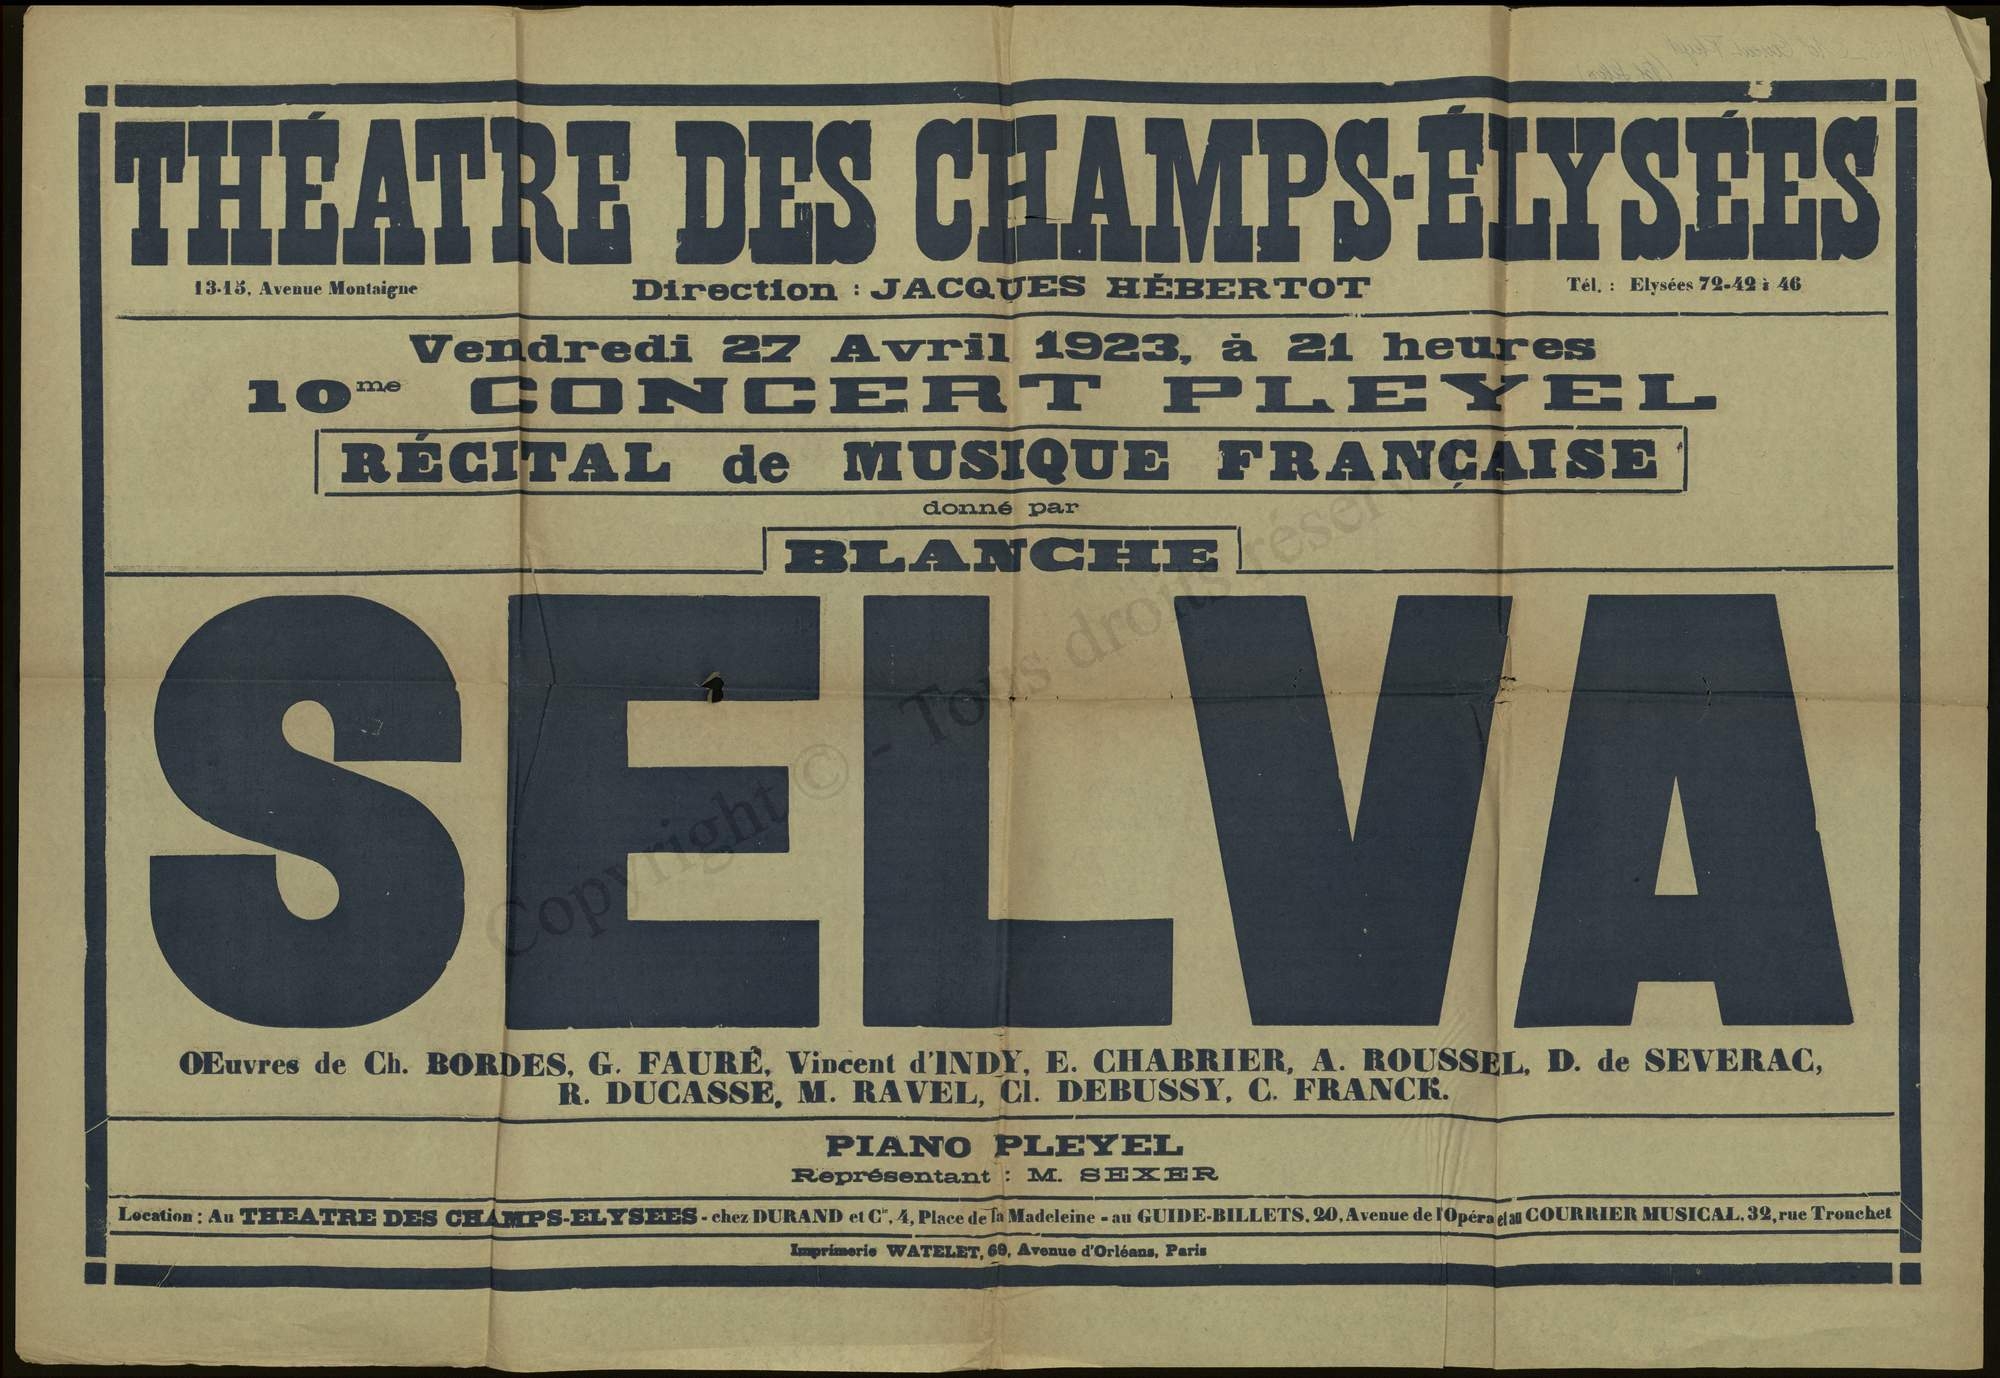 THÉATRE DES CHAMPS-ÉLYSÉES
13-15, Avenue Montaigne
Direction : JACQUES HÉBERTOT
Tél. : Elysées 72-42 à 46
Vendredi 27 Avril 1923, à 21 heures
10me CONCERT PLEYEL
RÉCITAL de MUSIQUE FRANÇAISE
donné par
BLANCHE
SELVA
Copyright © - Tous droits réservés
OEuvres de Ch. BORDES, G. FAURÉ, Vincent d'INDY, E. CHABRIER, A. ROUSSEL, D. de SEVERAC,
R. DUCASSE, M. RAVEL, Cl. DEBUSSY, C. FRANCK.
PIANO PLEYEL
Représentant : M. SEXER
Location : Au THEATRE DES CHAMPS-ELYSEES - chez DURAND et Cie, 4, Place de la Madeleine - au GUIDE-BILLETS, 20, Avenue de l'Opéra et au COURRIER MUSICAL, 32, rue Tronchet
Imprimerie WATELET, 69, Avenue d'Orléans, Paris